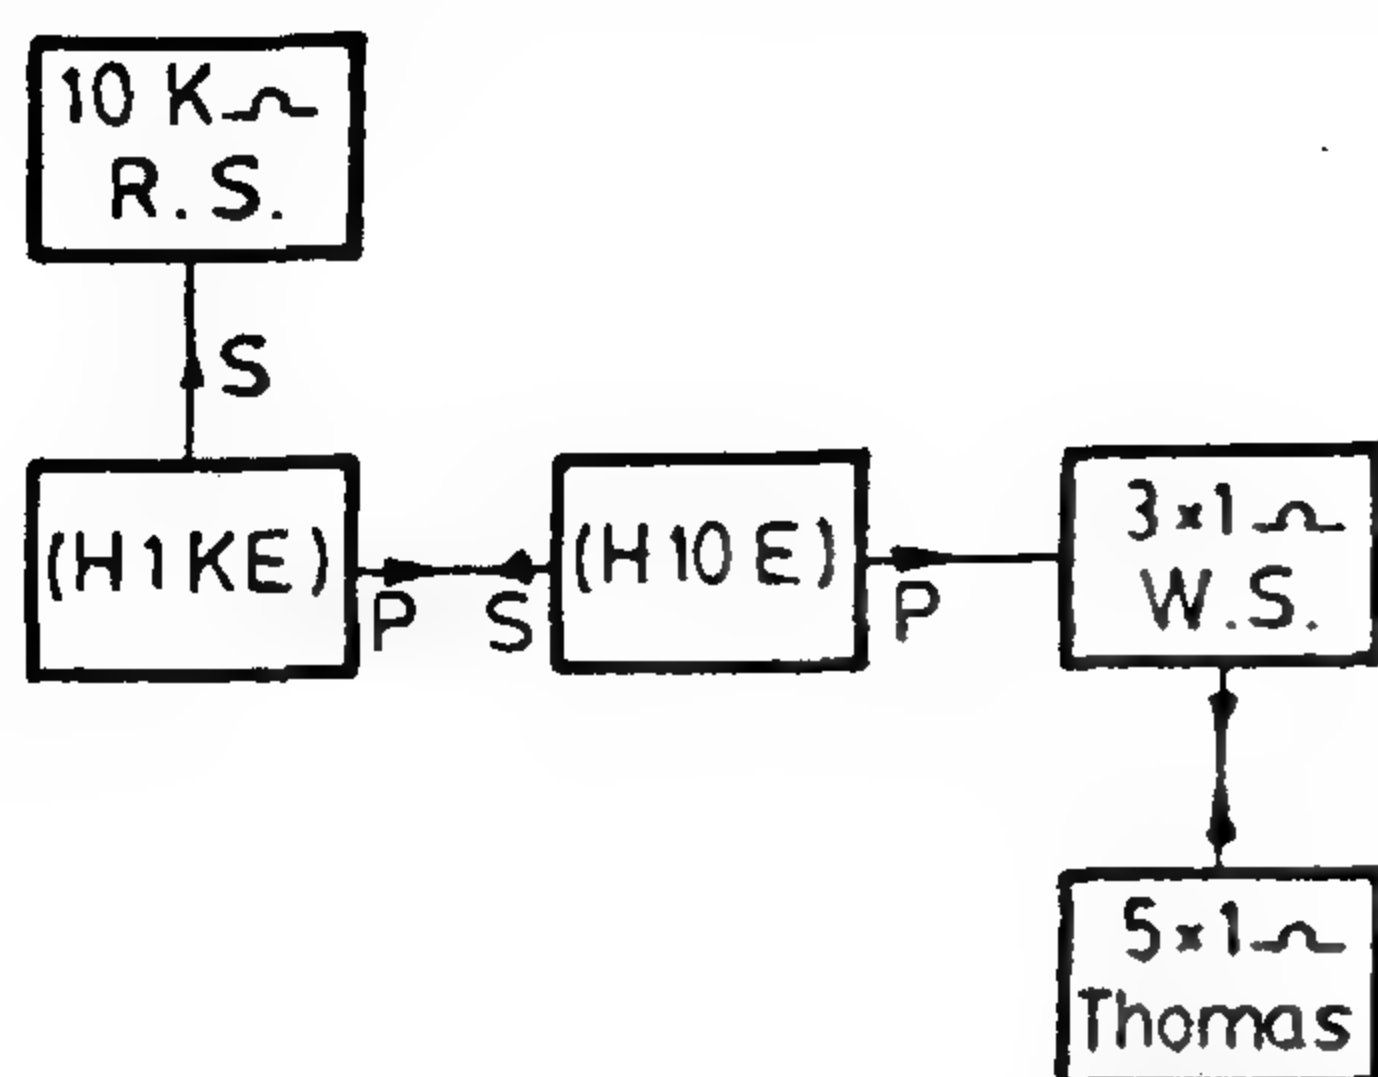 10 KΩ
R.S.
S
(H1KE)
P
S
(H10E)
P
3×1Ω
W.S.
5×1Ω
Thomas